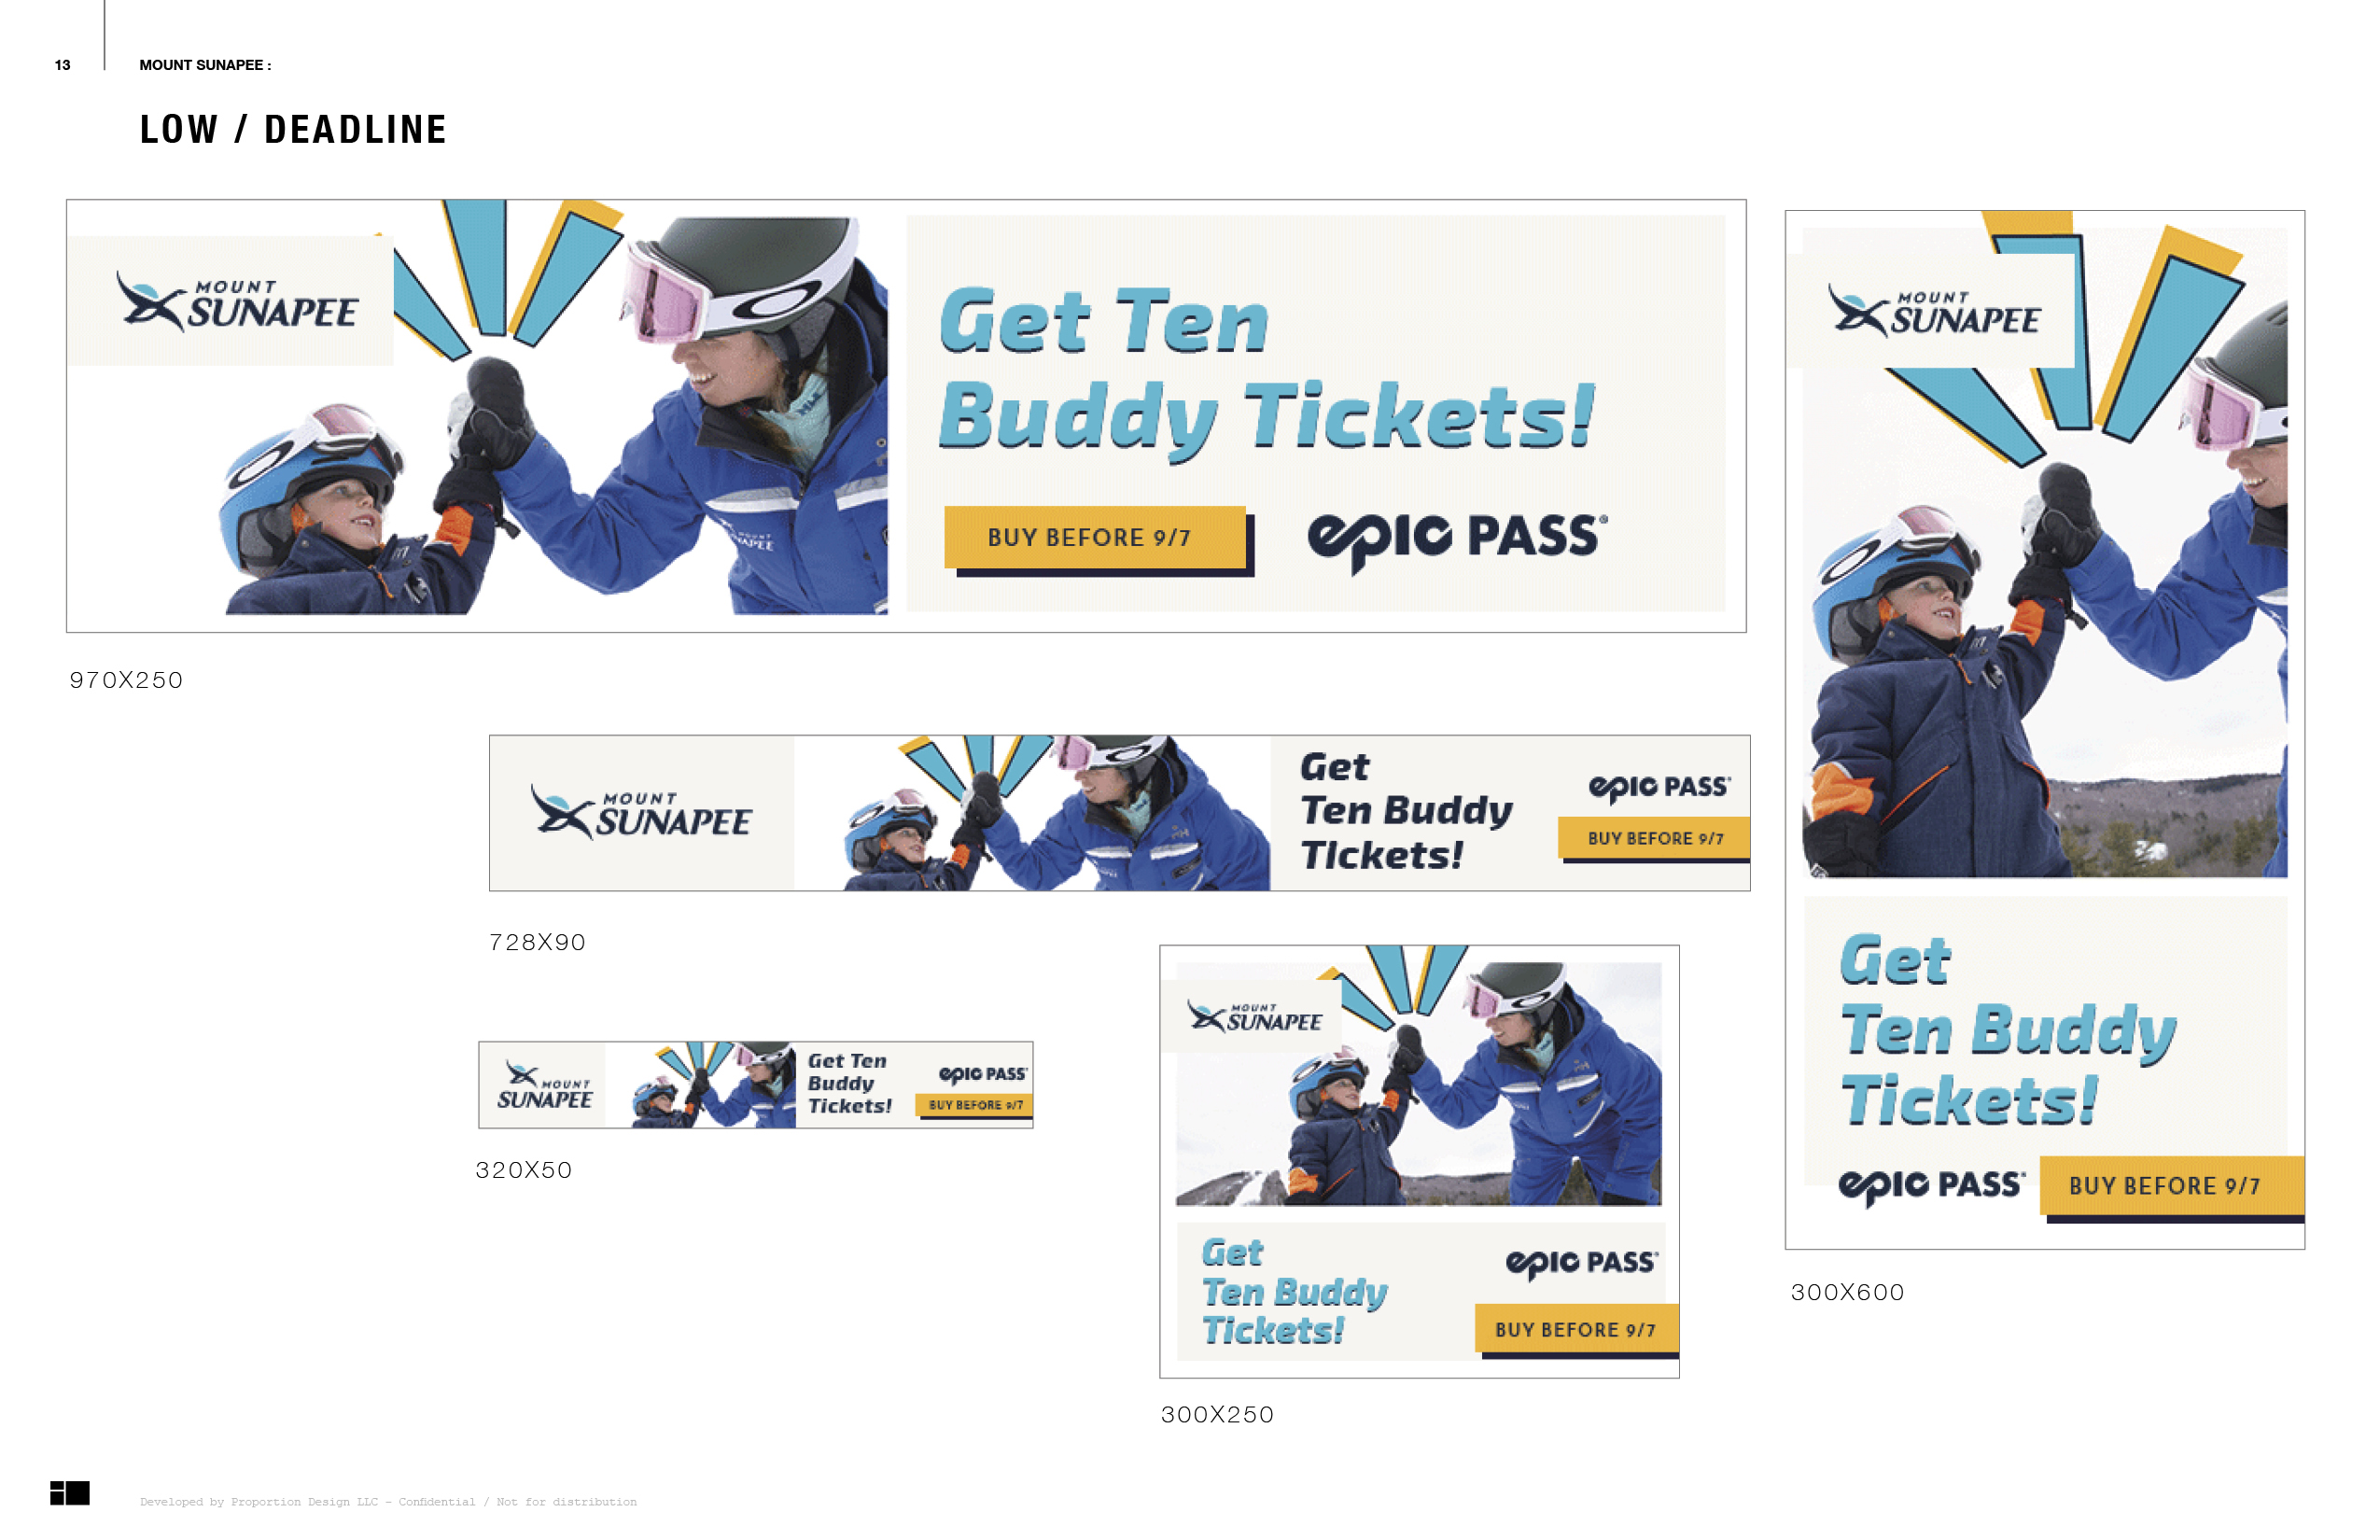 13
MOUNT SUNAPEE :
LOW / DEADLINE
MOUNT
SUNAPEE
Get Ten
Buddy Tickets!
BUY BEFORE 9/7
epic PASS®
970X250
MOUNT
SUNAPEE
Get
Ten Buddy
TIckets!
epic PASS
BUY BEFORE 9/7
728X90
MOUNT
SUNAPEE
Get Ten
Buddy
Tickets!
epic PASS
BUY BEFORE 9/7
320X50
MOUNT
SUNAPEE
Get
Ten Buddy
Tickets!
epic PASS
BUY BEFORE 9/7
300X250
MOUNT
SUNAPEE
Get
Ten Buddy
Tickets!
epic PASS
BUY BEFORE 9/7
300X600
Developed by Proportion Design LLC – Confidential / Not for distribution